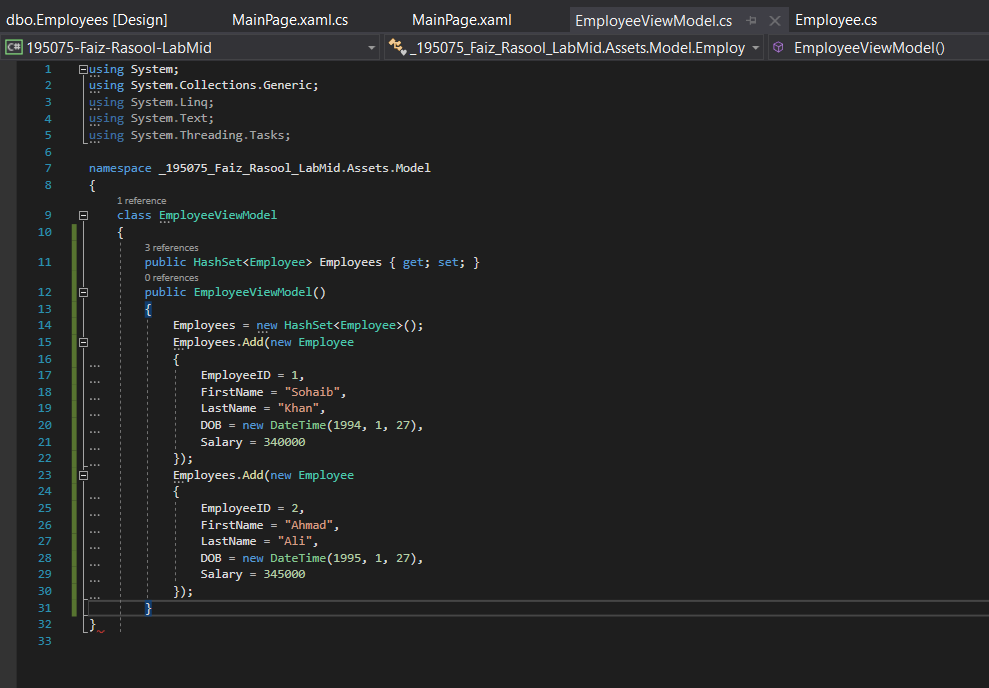 dbo.Employees [Design] MainPage.xaml.cs MainPage.xaml EmployeeViewModel.cs Employee.cs
C# 195075-Faiz-Rasool-LabMid _195075_Faiz_Rasool_LabMid.Assets.Model.Employ EmployeeViewModel()
1 using System;
2 using System.Collections.Generic;
3 using System.Linq;
4 using System.Text;
5 using System.Threading.Tasks;
6
7 namespace _195075_Faiz_Rasool_LabMid.Assets.Model
8 {
1 reference
9 class EmployeeViewModel
10 {
3 references
11 public HashSet<Employee> Employees { get; set; }
0 references
12 public EmployeeViewModel()
13 {
14 Employees = new HashSet<Employee>();
15 Employees.Add(new Employee
16 {
17 EmployeeID = 1,
18 FirstName = "Sohaib",
19 LastName = "Khan",
20 DOB = new DateTime(1994, 1, 27),
21 Salary = 340000
22 });
23 Employees.Add(new Employee
24 {
25 EmployeeID = 2,
26 FirstName = "Ahmad",
27 LastName = "Ali",
28 DOB = new DateTime(1995, 1, 27),
29 Salary = 345000
30 });
31 }
32 }
33